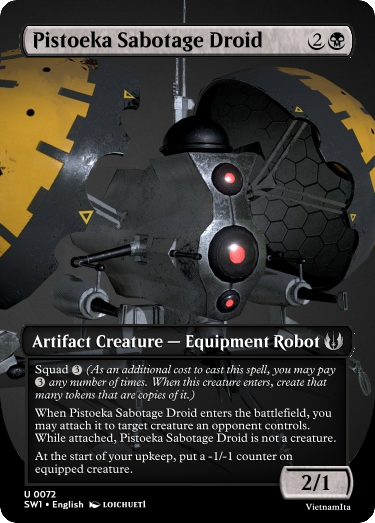 Pistoeka Sabotage Droid 2
Artifact Creature — Equipment Robot
Squad 3 (As an additional cost to cast this spell, you may pay
3 any number of times. When this creature enters, create that
many tokens that are copies of it.)
When Pistoeka Sabotage Droid enters the battlefield, you
may attach it to target creature an opponent controls.
While attached, Pistoeka Sabotage Droid is not a creature.
At the start of your upkeep, put a -1/-1 counter on
equipped creature.
2/1
U 0072
SW1 • English LOICHUETI
VietnamIta